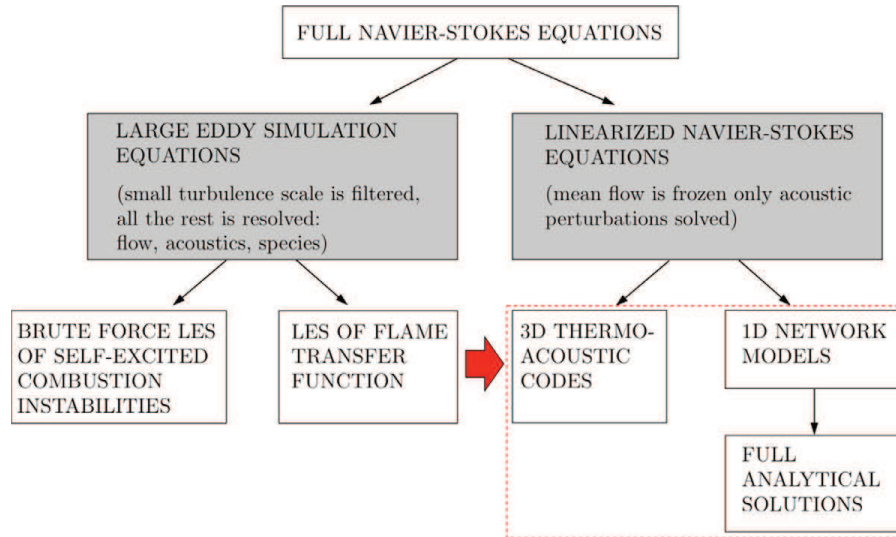 FULL NAVIER-STOKES EQUATIONS
LARGE EDDY SIMULATION
EQUATIONS
(small turbulence scale is filtered,
all the rest is resolved:
flow, acoustics, species)
LINEARIZED NAVIER-STOKES
EQUATIONS
(mean flow is frozen only acoustic
perturbations solved)
BRUTE FORCE LES
OF SELF-EXCITED
COMBUSTION
INSTABILITIES
LES OF FLAME
TRANSFER
FUNCTION
3D THERMO-
ACOUSTIC
CODES
1D NETWORK
MODELS
FULL
ANALYTICAL
SOLUTIONS